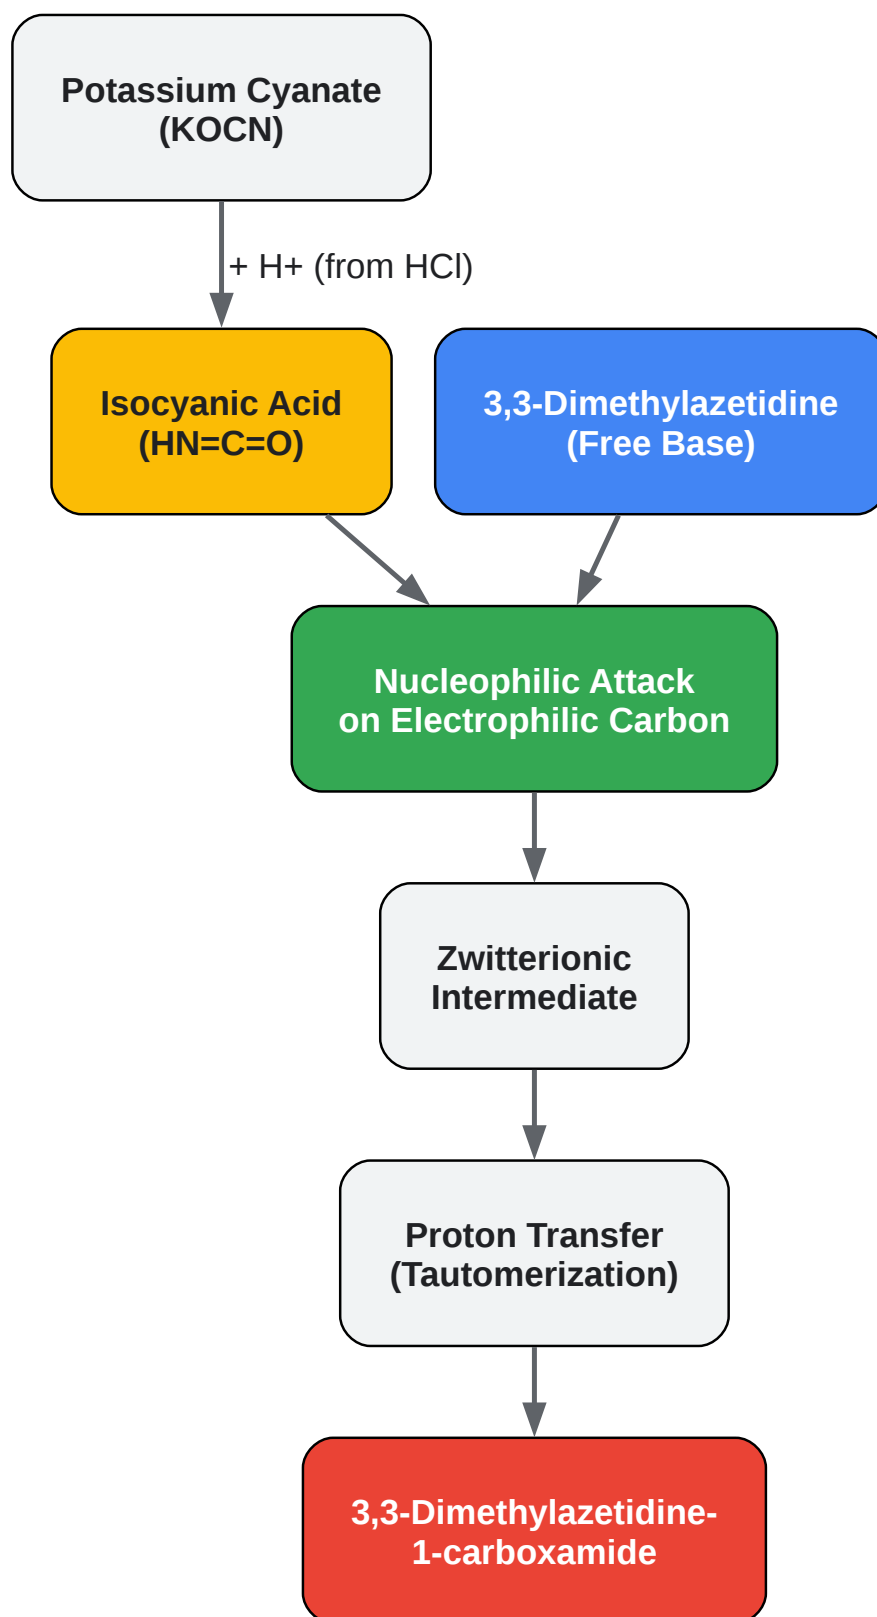 Potassium Cyanate
(KOCN)
+ H+ (from HCl)
Isocyanic Acid
(HN=C=O)
3,3-Dimethylazetidine
(Free Base)
Nucleophilic Attack
on Electrophilic Carbon
Zwitterionic
Intermediate
Proton Transfer
(Tautomerization)
3,3-Dimethylazetidine-
1-carboxamide